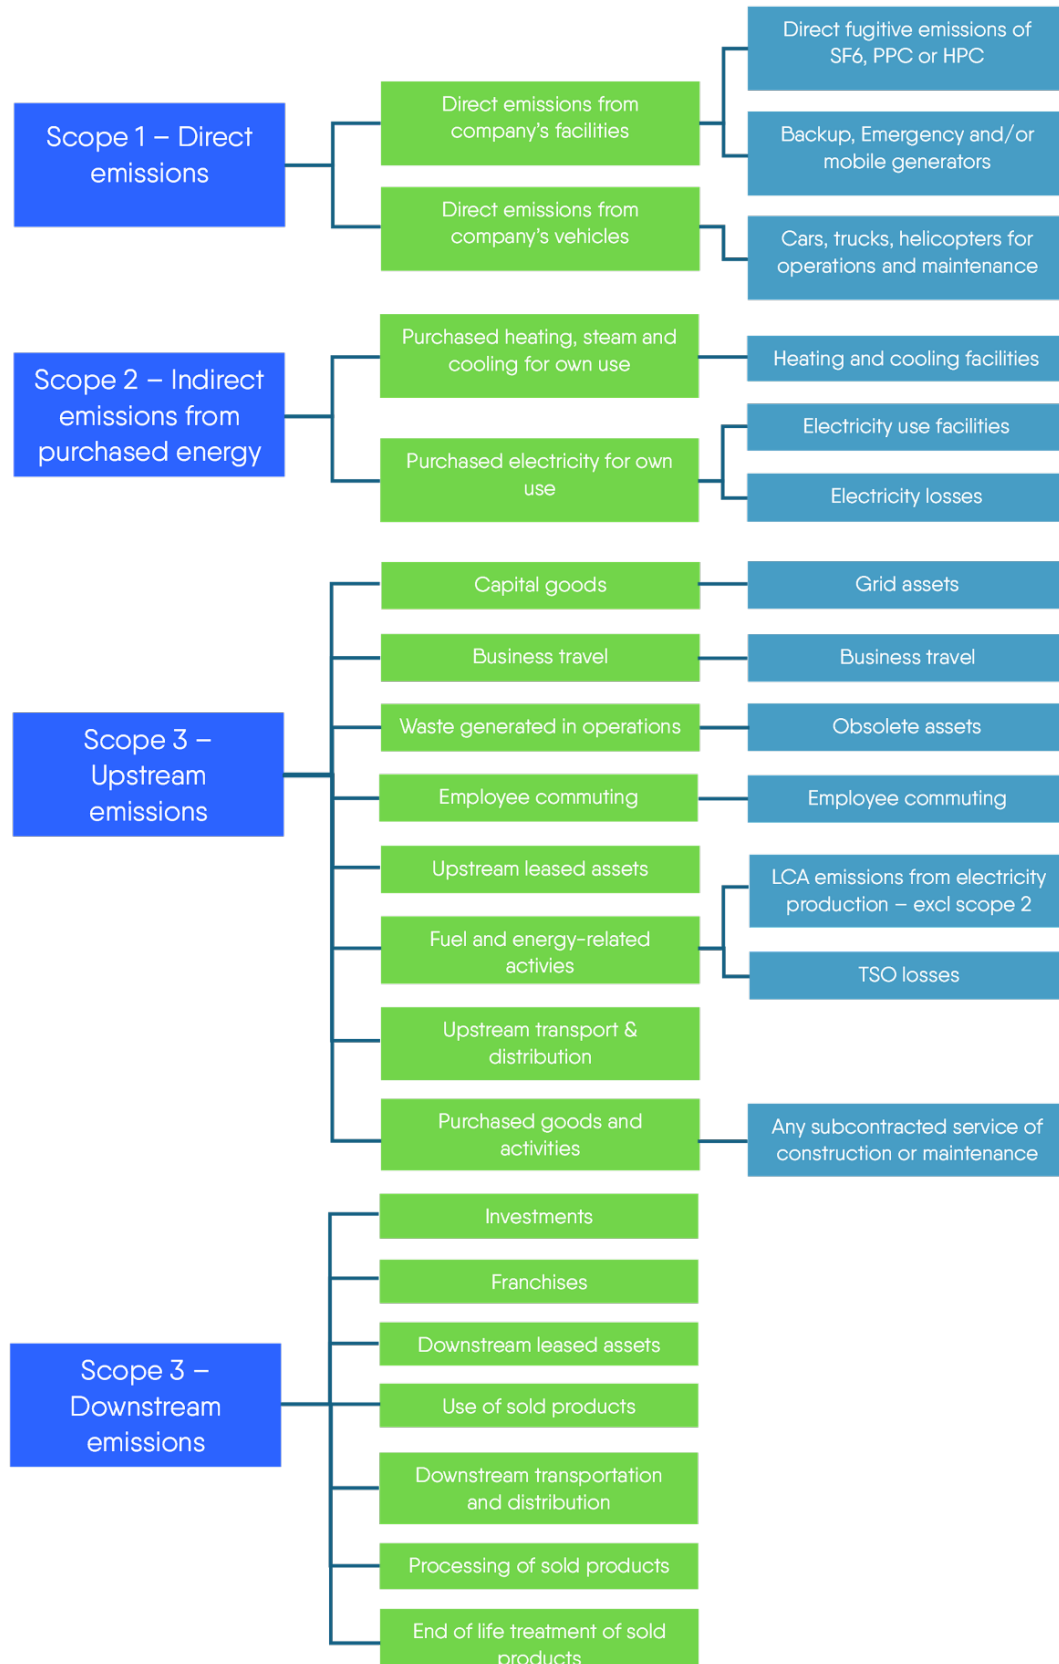 Scope 1 – Direct
emissions
Direct emissions from
company's facilities
Direct fugitive emissions of
SF6, PPC or HPC
Backup, Emergency and/or
mobile generators
Direct emissions from
company's vehicles
Cars, trucks, helicopters for
operations and maintenance
Scope 2 – Indirect
emissions from
purchased energy
Purchased heating, steam and
cooling for own use
Heating and cooling facilities
Purchased electricity for own
use
Electricity use facilities
Electricity losses
Scope 3 –
Upstream
emissions
Capital goods
Grid assets
Business travel
Business travel
Waste generated in operations
Obsolete assets
Employee commuting
Employee commuting
Upstream leased assets
Fuel and energy-related
activies
LCA emissions from electricity
production – excl scope 2
TSO losses
Upstream transport &
distribution
Purchased goods and
activities
Any subcontracted service of
construction or maintenance
Scope 3 –
Downstream
emissions
Investments
Franchises
Downstream leased assets
Use of sold products
Downstream transportation
and distribution
Processing of sold products
End of life treatment of sold
products